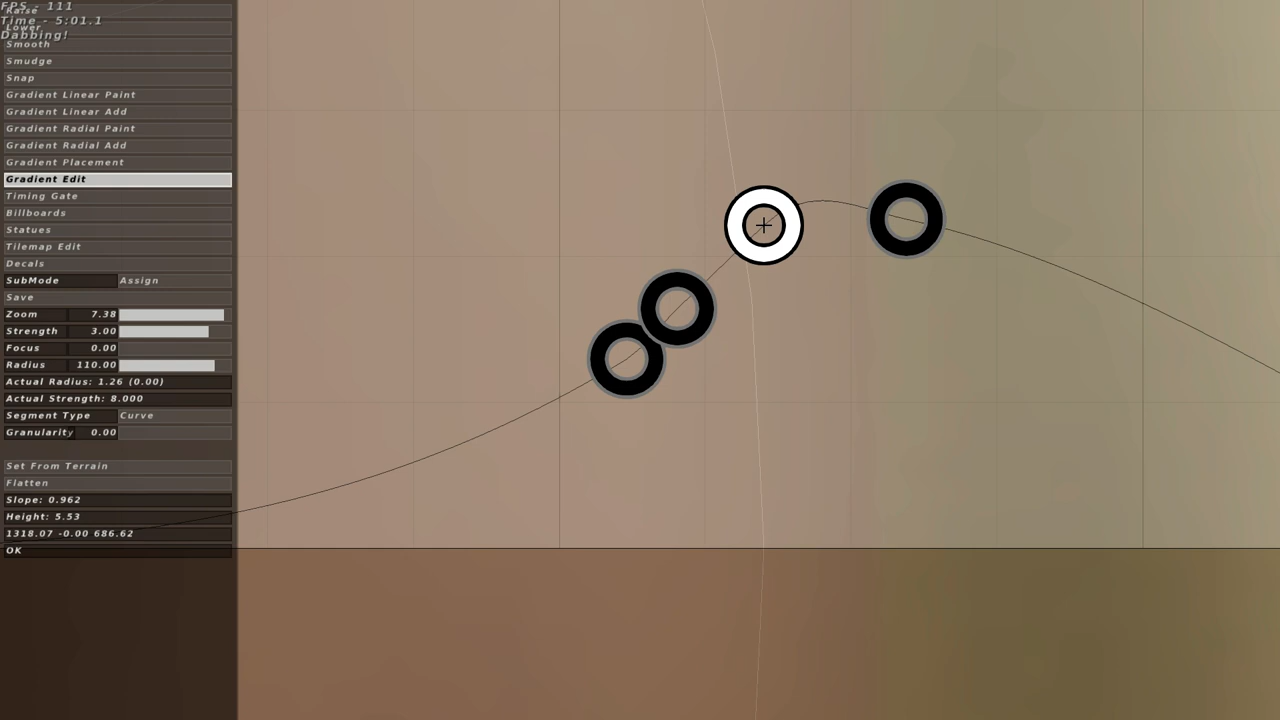 FPS - 111
Raise
Time - 5:01.1
Lower
Dabbing!
Smooth
Smudge
Snap
Gradient Linear Paint
Gradient Linear Add
Gradient Radial Paint
Gradient Radial Add
Gradient Placement
Gradient Edit
Timing Gate
Billboards
Statues
Tilemap Edit
Decals
SubMode Assign
Save
Zoom 7.38
Strength 3.00
Focus 0.00
Radius 110.00
Actual Radius: 1.26 (0.00)
Actual Strength: 8.000
Segment Type Curve
Granularity 0.00
Set From Terrain
Flatten
Slope: 0.962
Height: 5.53
1318.07 -0.00 686.62
OK